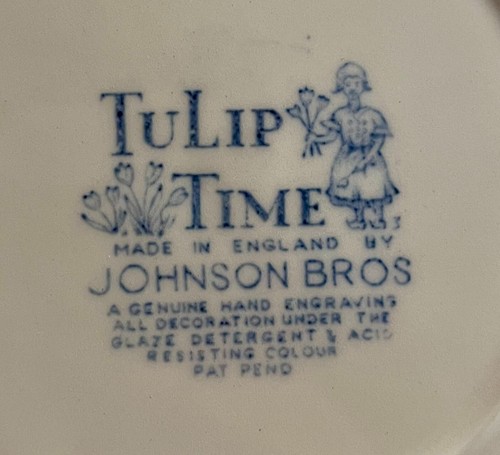 TULIP
TIME
MADE IN ENGLAND BY
JOHNSON BROS
A GENUINE HAND ENGRAVING
ALL DECORATION UNDER THE
GLAZE DETERGENT & ACID
RESISTING COLOUR
PAT PEND